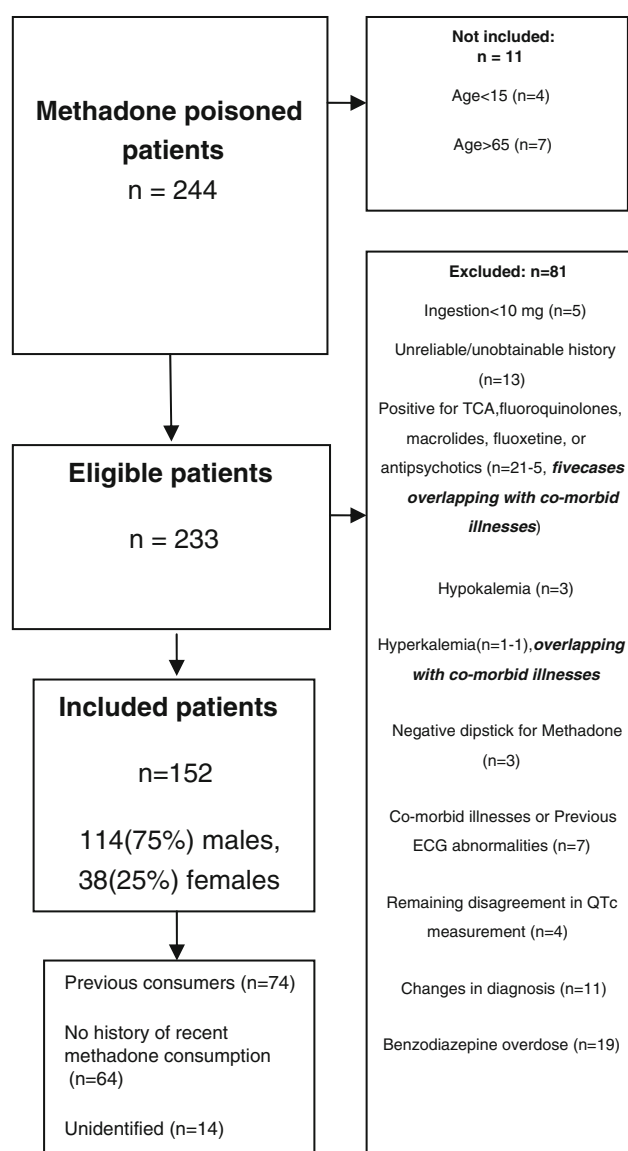 Methadone poisoned
patients
n = 244
Not included:
n = 11
Age<15 (n=4)
Age>65 (n=7)
Eligible patients
n = 233
Excluded: n=81
Ingestion<10 mg (n=5)
Unreliable/unobtainable history
(n=13)
Positive for TCA,fluoroquinolones,
macrolides, fluoxetine, or
antipsychotics (n=21-5, fivecases
overlapping with co-morbid
illnesses)
Hypokalemia (n=3)
Hyperkalemia(n=1-1),overlapping
with co-morbid illnesses
Negative dipstick for Methadone
(n=3)
Co-morbid illnesses or Previous
ECG abnormalities (n=7)
Remaining disagreement in QTc
measurement (n=4)
Changes in diagnosis (n=11)
Benzodiazepine overdose (n=19)
Included patients
n=152
114(75%) males,
38(25%) females
Previous consumers (n=74)
No history of recent
methadone consumption
(n=64)
Unidentified (n=14)